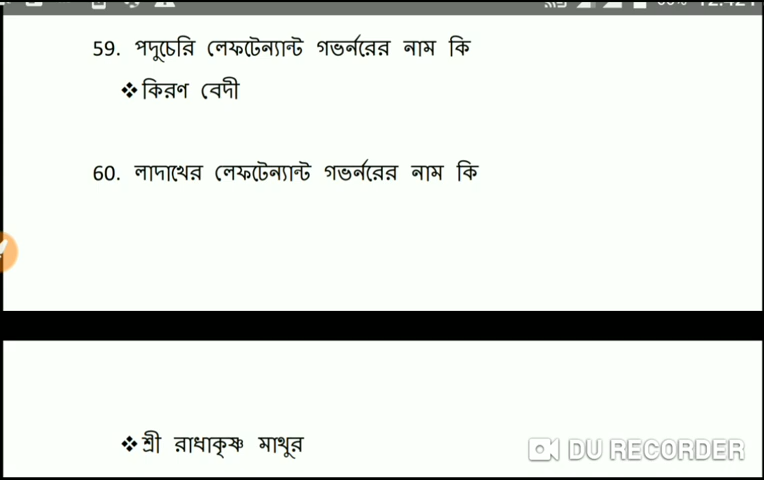 59. পদুচেরি লেফটেন্যান্ট গভর্নরের নাম কি
❖ কিরণ বেদী
60. লাদাখের লেফটেন্যান্ট গভর্নরের নাম কি
❖ শ্রী রাধাকৃষ্ণ মাথুর
DU RECORDER